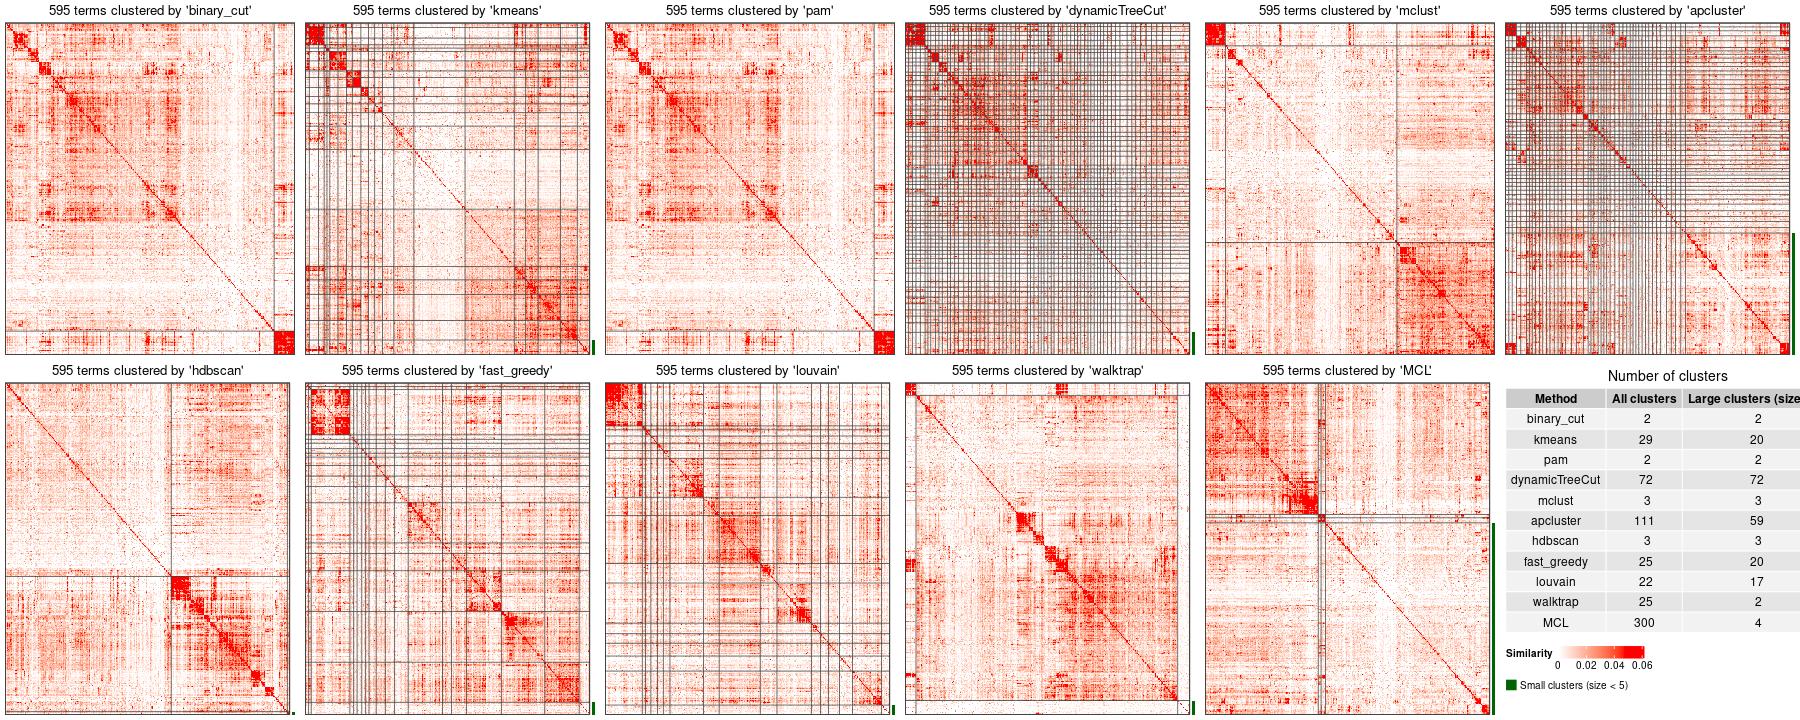 595 terms clustered by 'binary_cut'
595 terms clustered by 'kmeans'
595 terms clustered by 'pam'
595 terms clustered by 'dynamicTreeCut'
595 terms clustered by 'mclust'
595 terms clustered by 'apcluster'
595 terms clustered by 'hdbscan'
595 terms clustered by 'fast_greedy'
595 terms clustered by 'louvain'
595 terms clustered by 'walktrap'
595 terms clustered by 'MCL'
Number of clusters
Method All clusters Large clusters (size
binary_cut 2 2
kmeans 29 20
pam 2 2
dynamicTreeCut 72 72
mclust 3 3
apcluster 111 59
hdbscan 3 3
fast_greedy 25 20
louvain 22 17
walktrap 25 2
MCL 300 4
Similarity
0 0.02 0.04 0.06
Small clusters (size < 5)